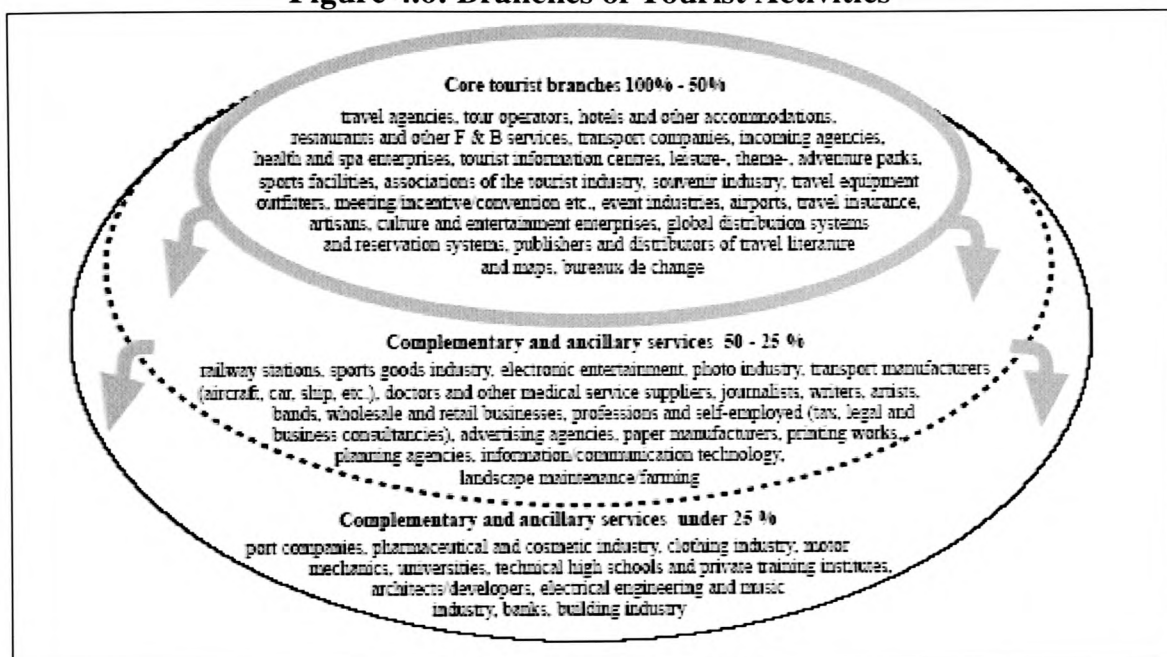 Figure 4.6: Branches of Tourist Activities
Core tourist branches 100% - 50%
travel agencies, tour operators, hotels and other accommodations,
restaurants and other F & B services, transport companies, incoming agencies,
health and spa enterprises, tourist information centres, leisure-, theme-, adventure parks,
sports facilities, associations of the tourist industry, souvenir industry, travel equipment
outfitters, meeting/incentive/convention etc., event industries, airports, travel insurance,
artisans, culture and entertainment enterprises, global distribution systems
and reservation systems, publishers and distributors of travel literature
and maps, bureaux de change
Complementary and ancillary services 50 - 25 %
railway stations, sports goods industry, electronic entertainment, photo industry, transport manufacturers
(aircraft, car, ship, etc.), doctors and other medical service suppliers, journalists, writers, artists,
bands, wholesale and retail businesses, professions and self-employed (tax, legal and
business consultancies), advertising agencies, paper manufacturers, printing works,
planning agencies, information/communication technology,
landscape maintenance/farming
Complementary and ancillary services under 25 %
port companies, pharmaceutical and cosmetic industry, clothing industry, motor
mechanics, universities, technical high schools and private training institutes,
architects/developers, electrical engineering and music
industry, banks, building industry